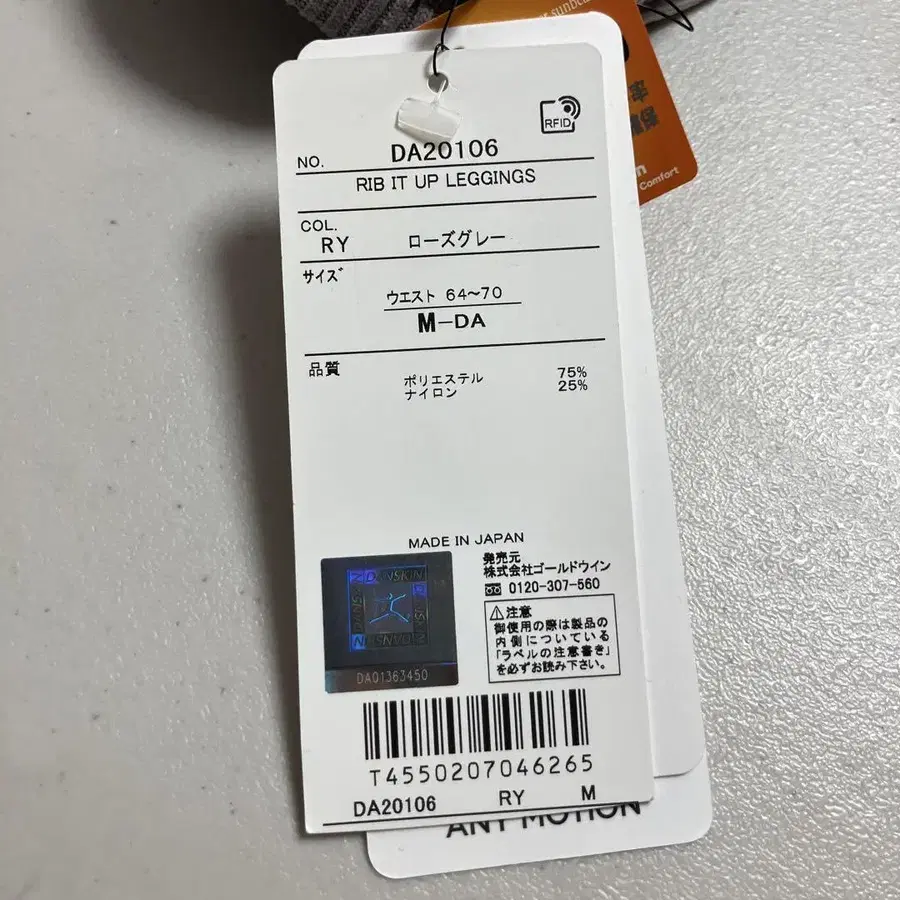 RFID
NO. DA20106
RIB IT UP LEGGINGS
COL.
RY ローズグレー
サイズ
ウエスト 64〜70
M-DA
品質
ポリエステル 75%
ナイロン 25%
MADE IN JAPAN
発売元
株式会社ゴールドウイン
0120-307-560
⚠注意
御使用の際は製品の
内側についている
「ラベルの注意書き」
を必ずお読み下さい。
DANSKIN
DA01363450
T4550207046265
DA20106 RY M
ANY MOTION
率
確保
Comfort